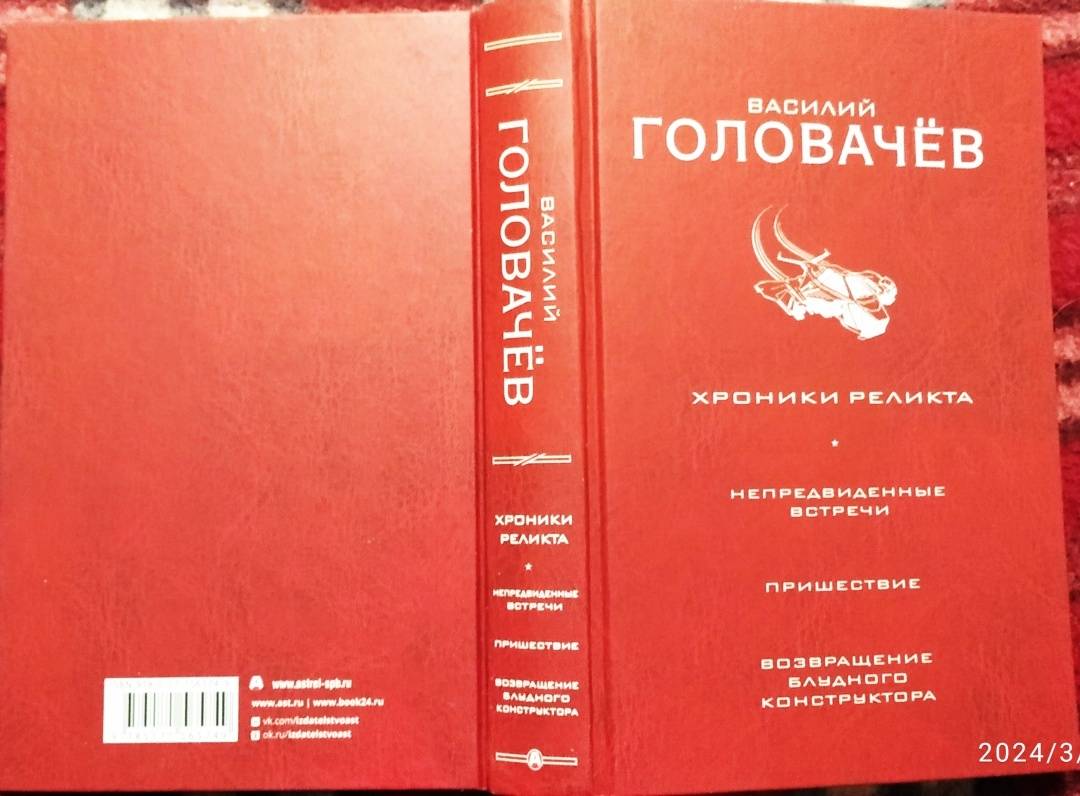 ВАСИЛИЙ
ГОЛОВАЧЁВ
ХРОНИКИ РЕЛИКТА
НЕПРЕДВИДЕННЫЕ
ВСТРЕЧИ
ПРИШЕСТВИЕ
ВОЗВРАЩЕНИЕ
БЛУДНОГО
КОНСТРУКТОРА
ВАСИЛИЙ
ГОЛОВАЧЁВ
ХРОНИКИ
РЕЛИКТА
НЕПРЕДВИДЕННЫЕ
ВСТРЕЧИ
ПРИШЕСТВИЕ
ВОЗВРАЩЕНИЕ
БЛУДНОГО
КОНСТРУКТОРА
www.astrel-spb.ru
www.ast.ru | www.book24.ru
vk.com/izdatelstvoast
ok.ru/izdatelstvoast
2024/3/